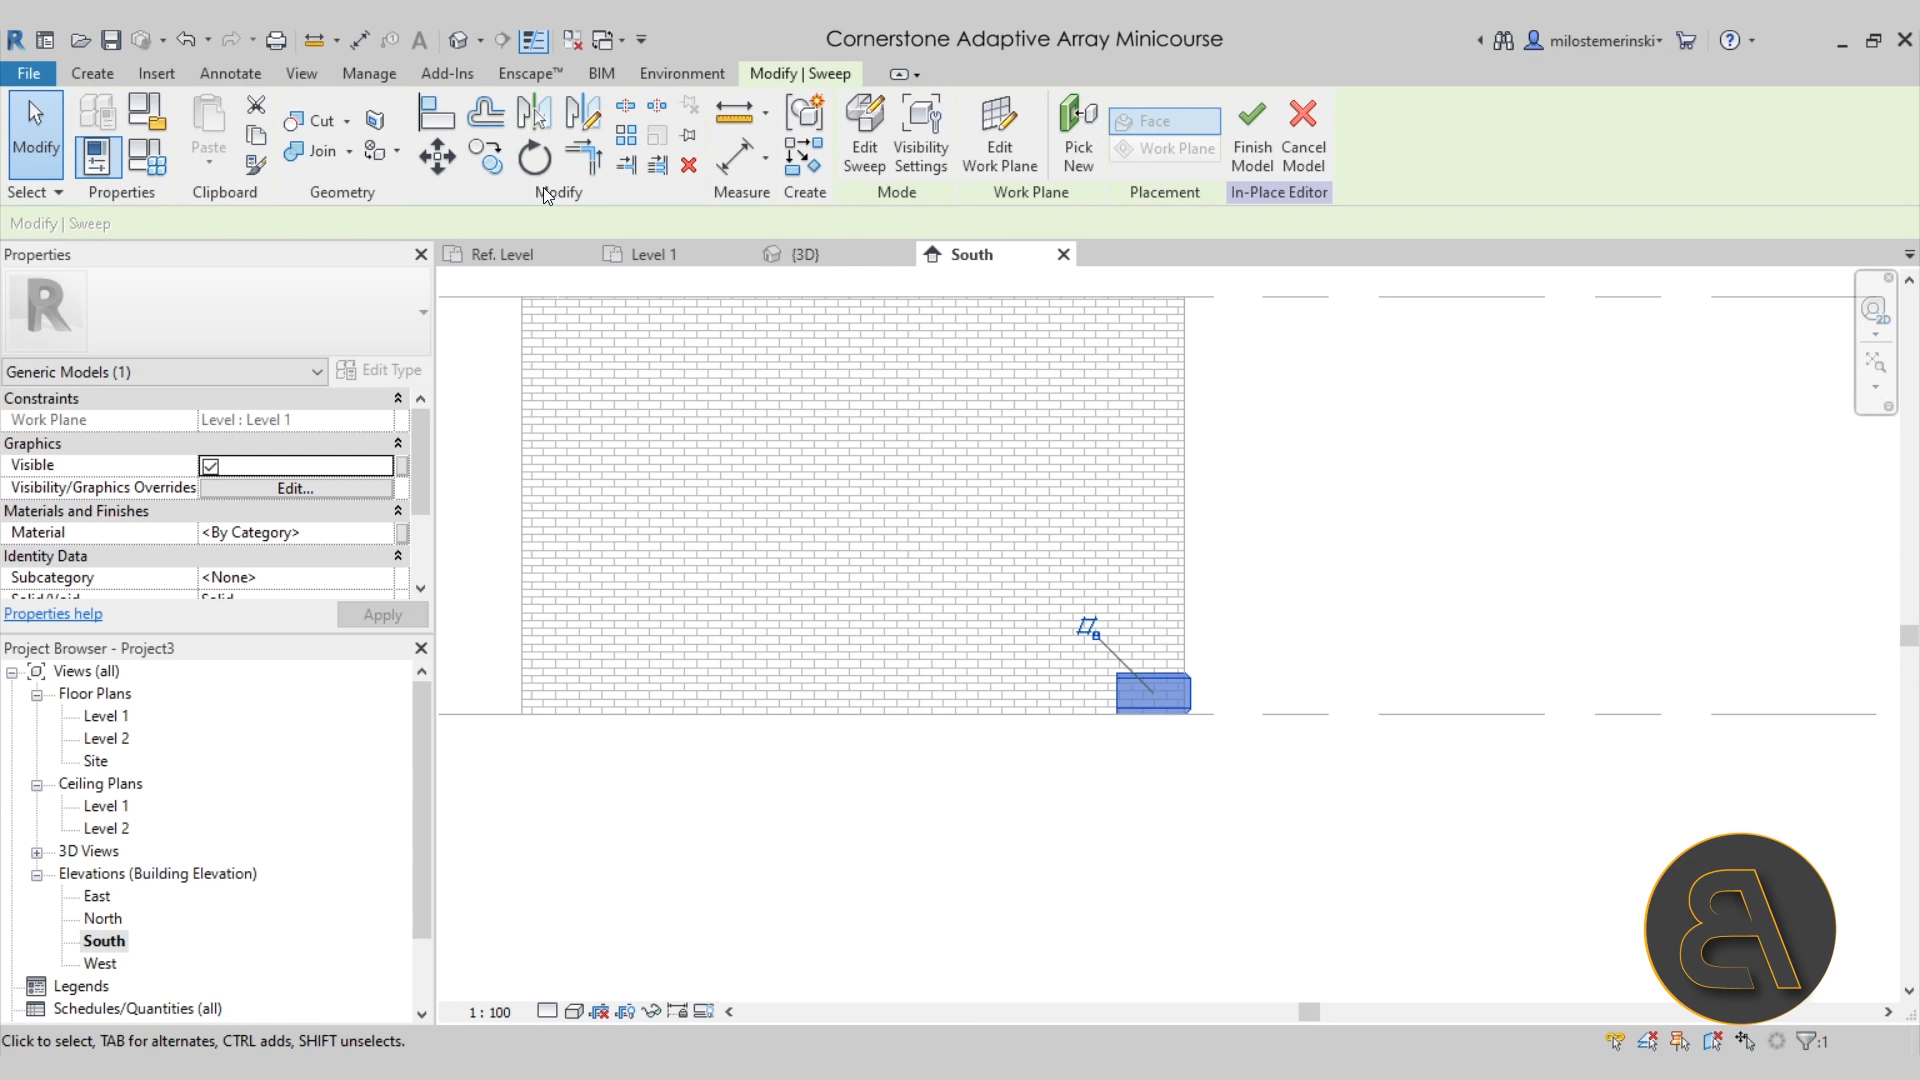 Cornerstone Adaptive Array Minicourse
milostemerinski
File
Create
Insert
Annotate
View
Manage
Add-Ins
Enscape™
BIM
Environment
Modify | Sweep
Modify
Paste
Cut
Join
Edit Sweep
Visibility Settings
Edit Work Plane
Pick New
Face
Work Plane
Finish Model
Cancel Model
Select
Properties
Clipboard
Geometry
Modify
Measure
Create
Mode
Work Plane
Placement
In-Place Editor
Modify | Sweep
Properties
Ref. Level
Level 1
{3D}
South
R
2D
Generic Models (1)
Edit Type
Constraints
Work Plane
Level : Level 1
Graphics
Visible
Visibility/Graphics Overrides
Edit...
Materials and Finishes
Material
<By Category>
Identity Data
Subcategory
<None>
Solid/Void
Solid
Properties help
Apply
Project Browser - Project3
Views (all)
Floor Plans
Level 1
Level 2
Site
Ceiling Plans
Level 1
Level 2
3D Views
Elevations (Building Elevation)
East
North
South
West
Legends
Schedules/Quantities (all)
1 : 100
Click to select, TAB for alternates, CTRL adds, SHIFT unselects.
:1